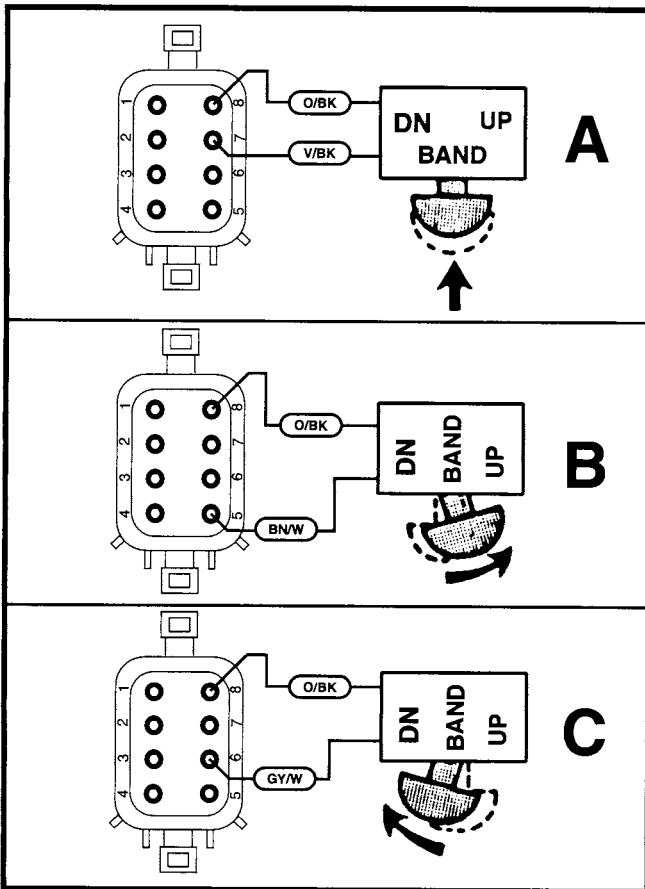 1 8
O/BK
DN UP
BAND
A
2 7
V/BK
3 6
4 5
1 8
O/BK
DN
BAND
UP
B
2 7
3 6
4 5
BN/W
1 8
O/BK
DN
BAND
UP
C
2 7
3 6
GY/W
4 5